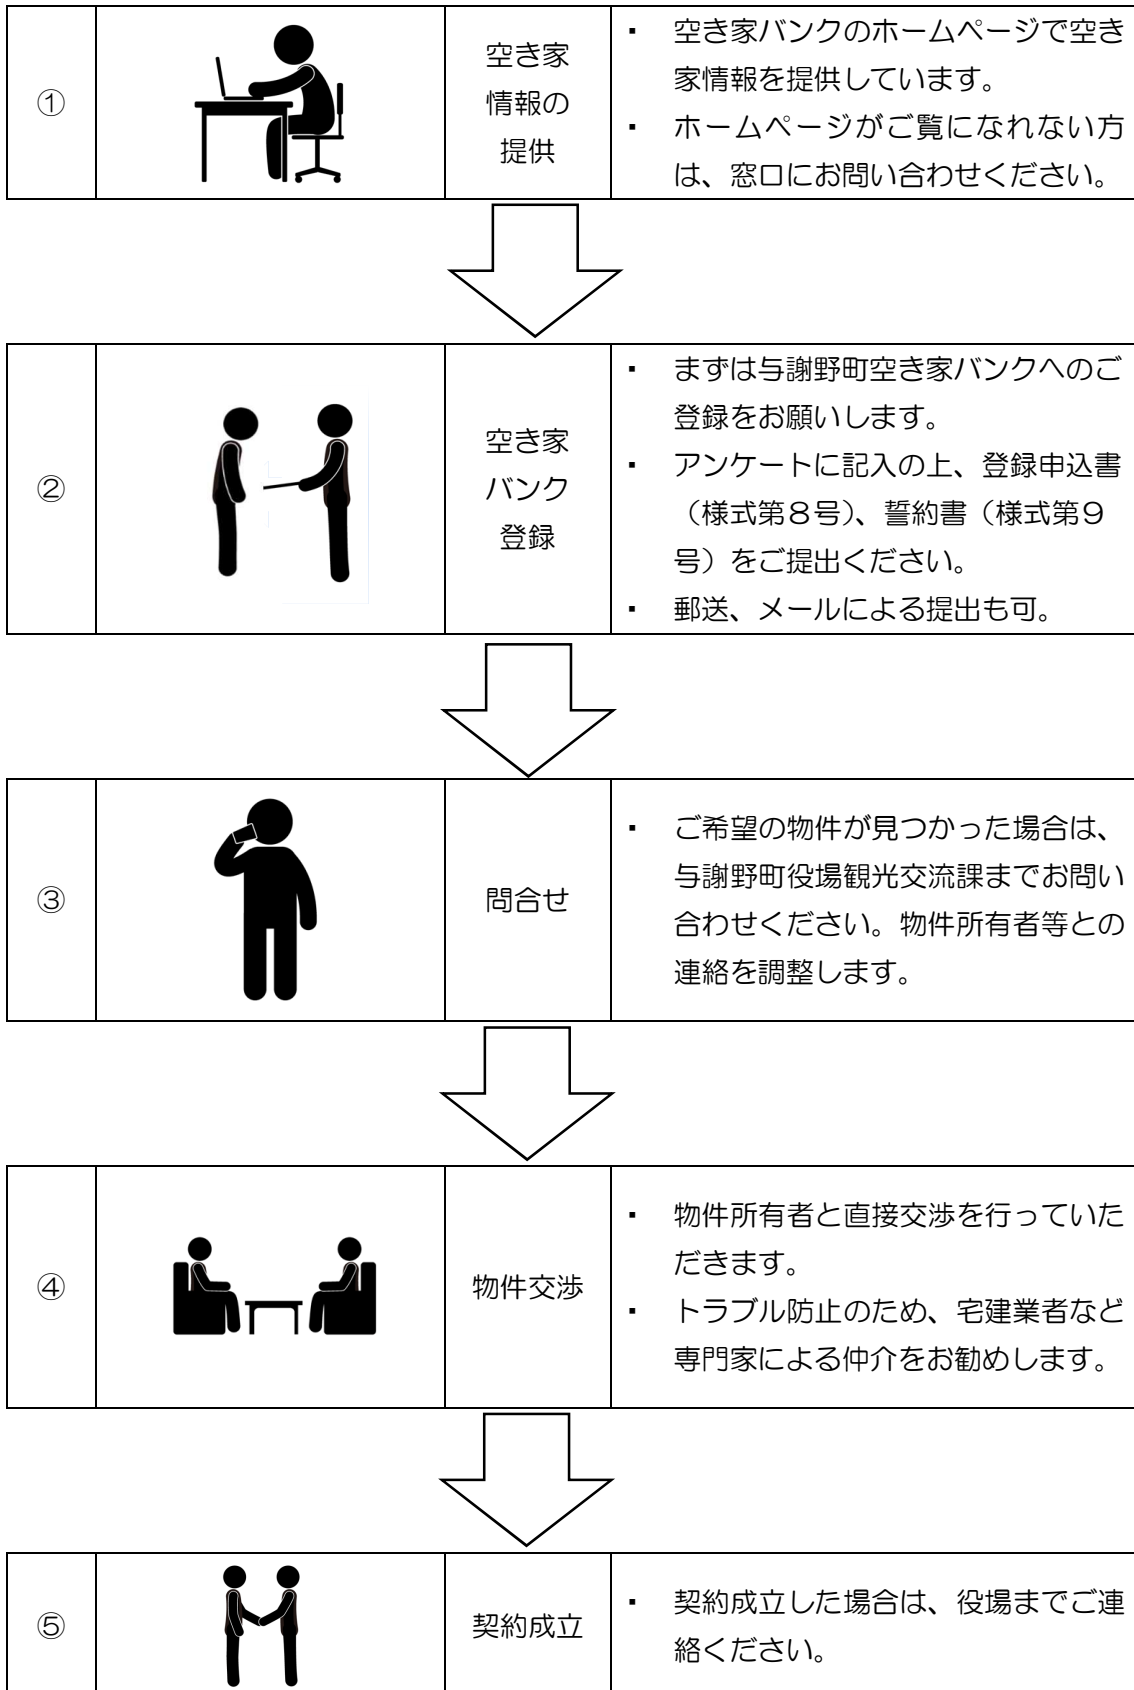 ①
空き家
情報の
提供
▪ 空き家バンクのホームページで空き
家情報を提供しています。
▪ ホームページがご覧になれない方
は、窓口にお問い合わせください。
②
空き家
バンク
登録
▪ まずは与謝野町空き家バンクへのご
登録をお願いします。
▪ アンケートに記入の上、登録申込書
（様式第８号）、誓約書（様式第９
号）をご提出ください。
▪ 郵送、メールによる提出も可。
③
問合せ
▪ ご希望の物件が見つかった場合は、
与謝野町役場観光交流課までお問い
合わせください。物件所有者等との
連絡を調整します。
④
物件交渉
▪ 物件所有者と直接交渉を行っていた
だきます。
▪ トラブル防止のため、宅建業者など
専門家による仲介をお勧めします。
⑤
契約成立
▪ 契約成立した場合は、役場までご連
絡ください。